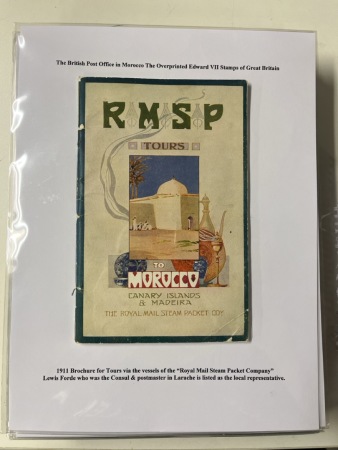 The British Post Office in Morocco The Overprinted Edward VII Stamps of Great Britain
RMSP
TOURS
TO
MOROCCO
CANARY ISLANDS
& MADEIRA
THE ROYAL MAIL STEAM PACKET COY.
1911 Brochure for Tours via the vessels of the "Royal Mail Steam Packet Company"
Lewis Forde who was the Consul & postmaster in Larache is listed as the local representative.